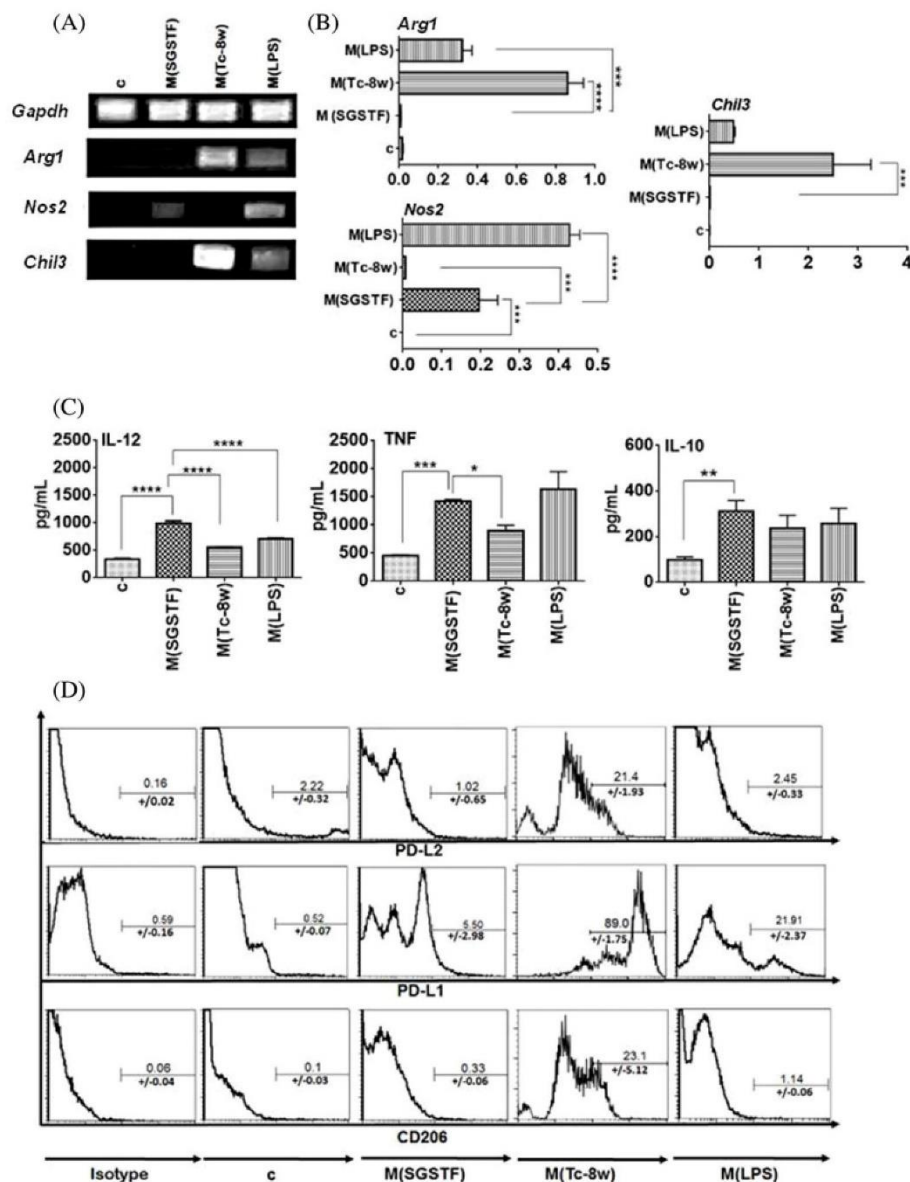 (A)
c
M(SGSTF)
M(Tc-8w)
M(LPS)
Gapdh
Arg1
Nos2
Chil3
(B)
Arg1
M(LPS)
M(Tc-8w)
M (SGSTF)
c
0.0 0.2 0.4 0.6 0.8 1.0
****
***
Nos2
M(LPS)
M(Tc-8w)
M(SGSTF)
c
0.0 0.1 0.2 0.3 0.4 0.5
***
***
****
Chil3
M(LPS)
M(Tc-8w)
M(SGSTF)
c
0 1 2 3 4
***
(C)
IL-12
pg/mL
2500
2000
1500
1000
500
0
****
****
****
c
M(SGSTF)
M(Tc-8w)
M(LPS)
TNF
pg/mL
2500
2000
1500
1000
500
0
***
*
c
M(SGSTF)
M(Tc-8w)
M(LPS)
IL-10
pg/mL
600
400
200
0
**
c
M(SGSTF)
M(Tc-8w)
M(LPS)
(D)
0.16 2.22 1.02 21.4 2.45
+/0.02 +/-0.32 +/-0.65 +/-1.93 +/-0.33
PD-L2
0.59 0.52 5.50 89.0 21.91
+/-0.16 +/-0.07 +/-2.98 +/-1.75 +/-2.37
PD-L1
0.06 0.1 0.33 23.1 1.14
+/-0.04 +/-0.03 +/-0.06 +/-5.12 +/-0.06
CD206
Isotype c M(SGSTF) M(Tc-8w) M(LPS)